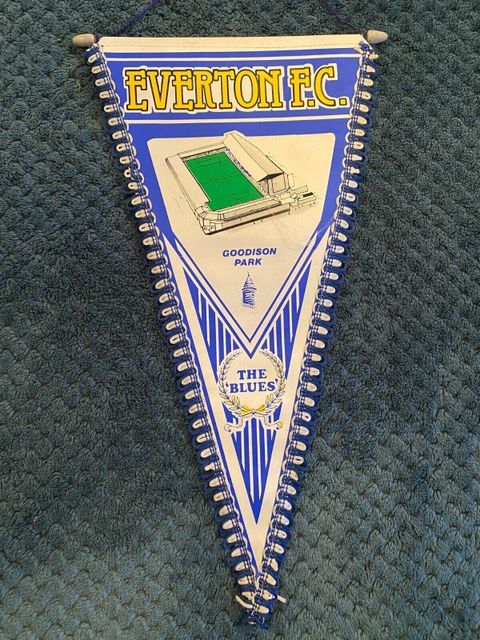 EVERTON F.C.
GOODISON
PARK
THE
'BLUES'